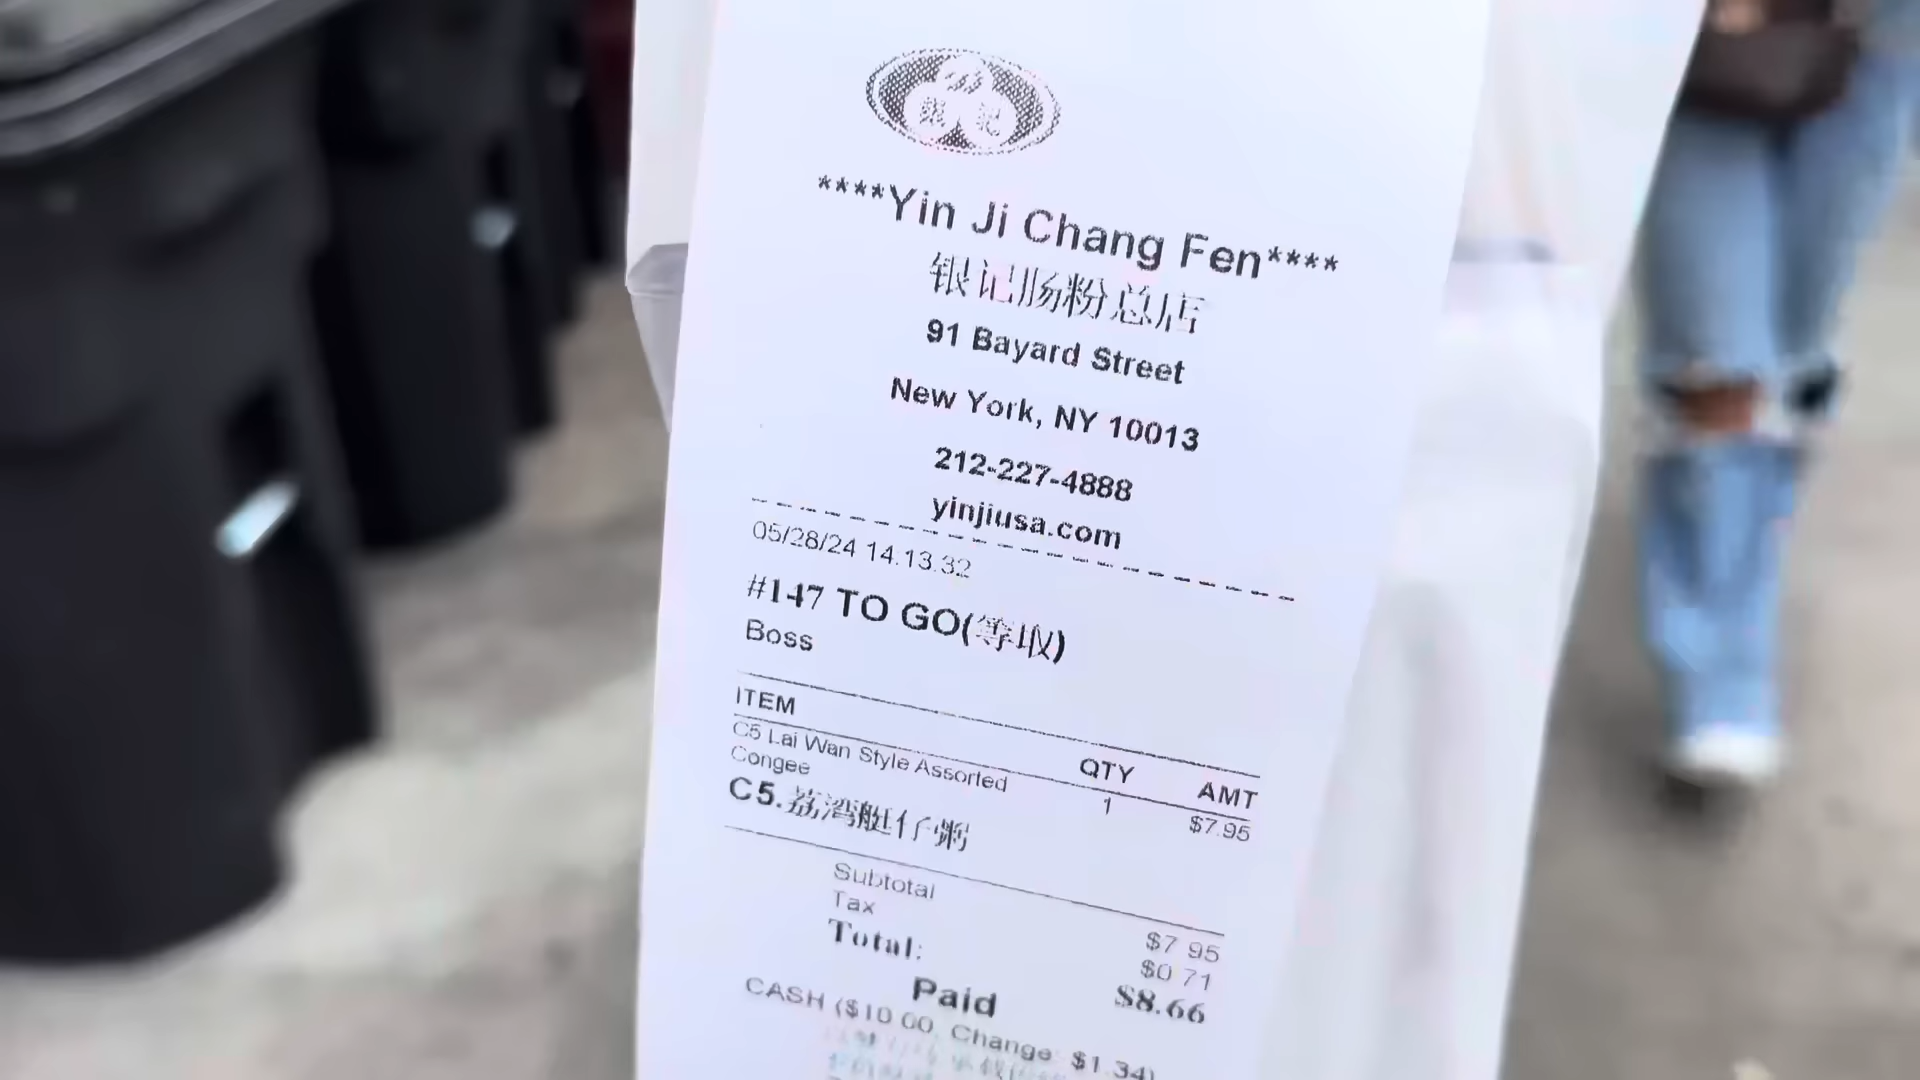 银记
****Yin Ji Chang Fen****
银记肠粉总店
91 Bayard Street
New York, NY 10013
212-227-4888
yinjiusa.com
05/28/24 14:13:32
#147 TO GO(等取)
Boss
ITEM QTY AMT
C5 Lai Wan Style Assorted Congee 1 $7.95
C5.荔湾艇仔粥
Subtotal $7.95
Tax $0.71
Total: $8.66
Paid
CASH ($10.00, Change: $1.34)